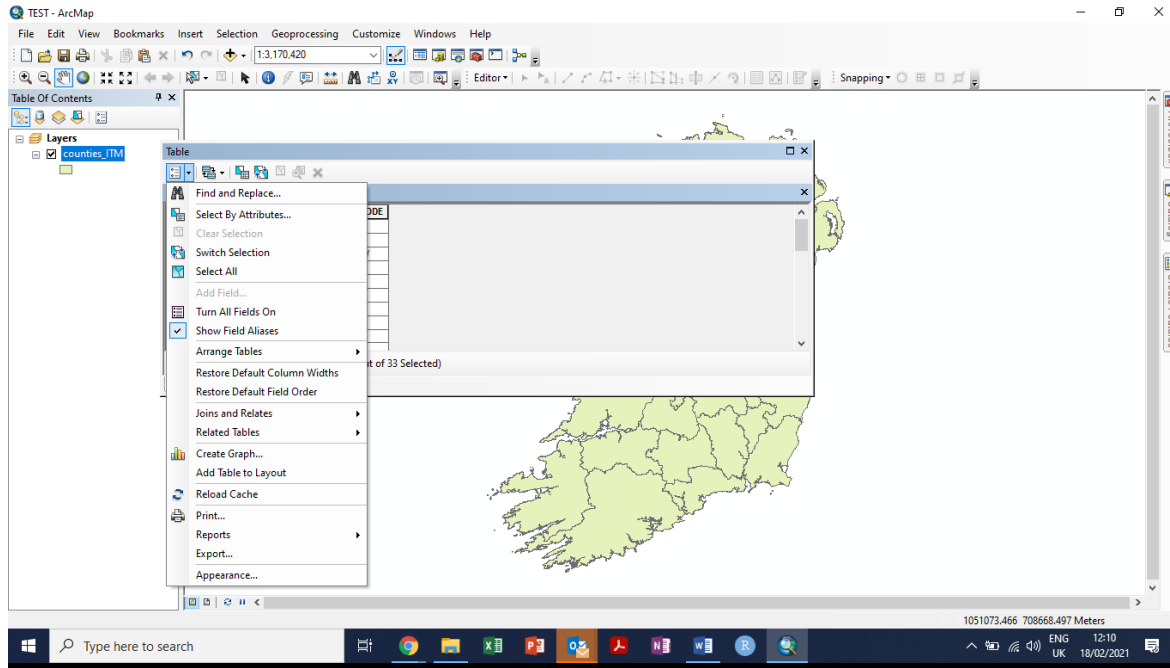 TEST - ArcMap
File Edit View Bookmarks Insert Selection Geoprocessing Customize Windows Help
1:3,170,420
Editor
Snapping
Table Of Contents
Layers
counties_ITM
Table
Find and Replace...
ODE
Select By Attributes...
Clear Selection
Switch Selection
Select All
Add Field...
Turn All Fields On
Show Field Aliases
Arrange Tables
t of 33 Selected)
Restore Default Column Widths
Restore Default Field Order
Joins and Relates
Related Tables
Create Graph...
Add Table to Layout
Reload Cache
Print...
Reports
Export...
Appearance...
1051073.466 708668.497 Meters
Type here to search
ENG
UK
12:10
18/02/2021